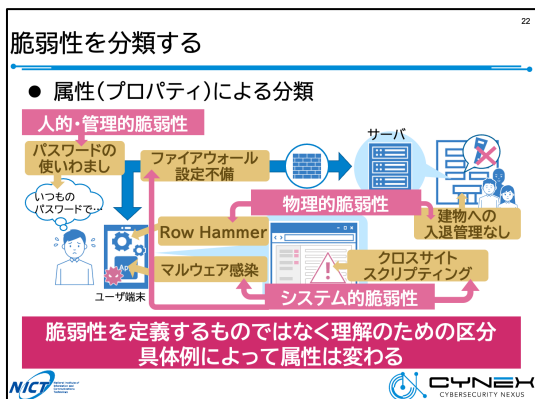 22
脆弱性を分類する
● 属性(プロパティ)による分類
人的・管理的脆弱性
パスワードの
使いわまし
ファイアウォール
設定不備
サーバ
いつもの
パスワードで…
物理的脆弱性
建物への
入退管理なし
Row Hammer
クロスサイト
スクリプティング
マルウェア感染
システム的脆弱性
ユーザ端末
脆弱性を定義するものではなく理解のための区分
具体例によって属性は変わる
NICT
CYNEX
CYBERSECURITY NEXUS